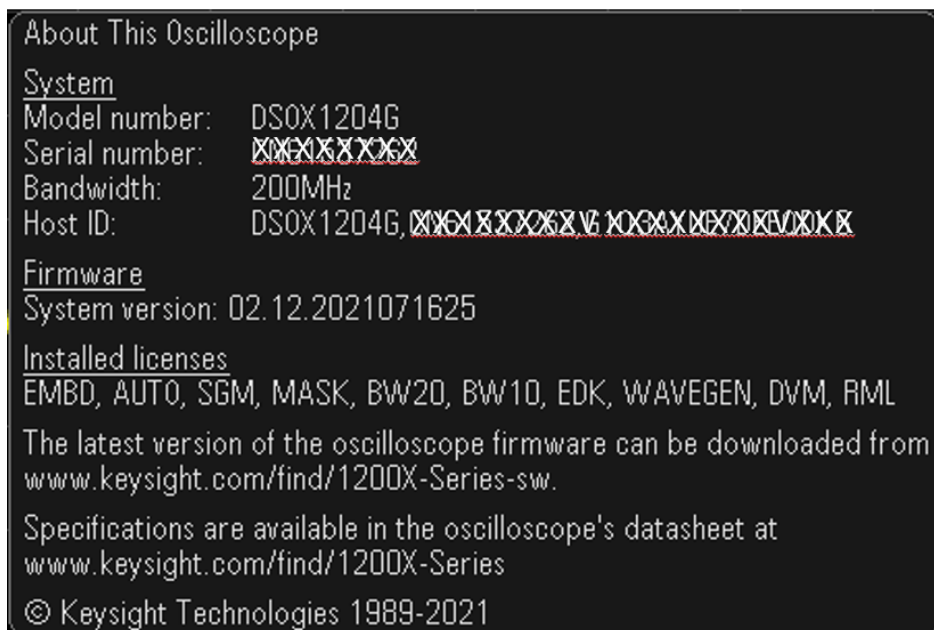 About This Oscilloscope
System
Model number: DSOX1204G
Serial number:
Bandwidth: 200MHz
Host ID: DSOX1204G,
Firmware
System version: 02.12.2021071625
Installed licenses
EMBD, AUTO, SGM, MASK, BW20, BW10, EDK, WAVEGEN, DVM, RML
The latest version of the oscilloscope firmware can be downloaded from
www.keysight.com/find/1200X-Series-sw.
Specifications are available in the oscilloscope's datasheet at
www.keysight.com/find/1200X-Series
© Keysight Technologies 1989-2021